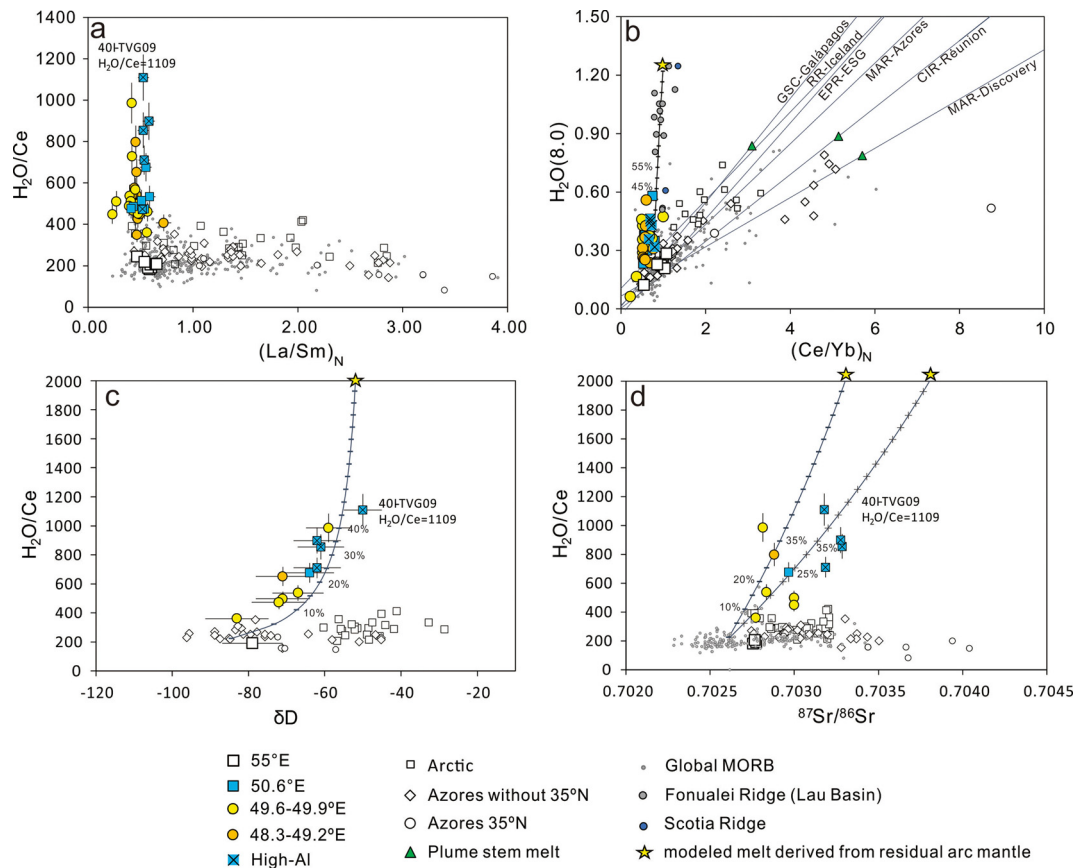 a
40I-TVG09
H₂O/Ce=1109
H₂O/Ce
1400
1200
1000
800
600
400
200
0
0.00
1.00
2.00
3.00
4.00
(La/Sm)N
b
H₂O(8.0)
1.50
1.20
0.90
0.60
0.30
0.00
0
2
4
6
8
10
(Ce/Yb)N
GSC-Galápagos
RR-Iceland
EPR-ESG
MAR-Azores
CIR-Réunion
MAR-Discovery
55%
45%
c
H₂O/Ce
2000
1800
1600
1400
1200
1000
800
600
400
200
0
-120
-100
-80
-60
-40
-20
δD
40I-TVG09
H₂O/Ce=1109
40%
30%
20%
10%
d
H₂O/Ce
2000
1800
1600
1400
1200
1000
800
600
400
200
0
0.7020
0.7025
0.7030
0.7035
0.7040
0.7045
⁸⁷Sr/⁸⁶Sr
40I-TVG09
H₂O/Ce=1109
35%
35%
25%
20%
10%
55°E
50.6°E
49.6-49.9°E
48.3-49.2°E
High-Al
Arctic
Azores without 35°N
Azores 35°N
Plume stem melt
Global MORB
Fonualei Ridge (Lau Basin)
Scotia Ridge
modeled melt derived from residual arc mantle